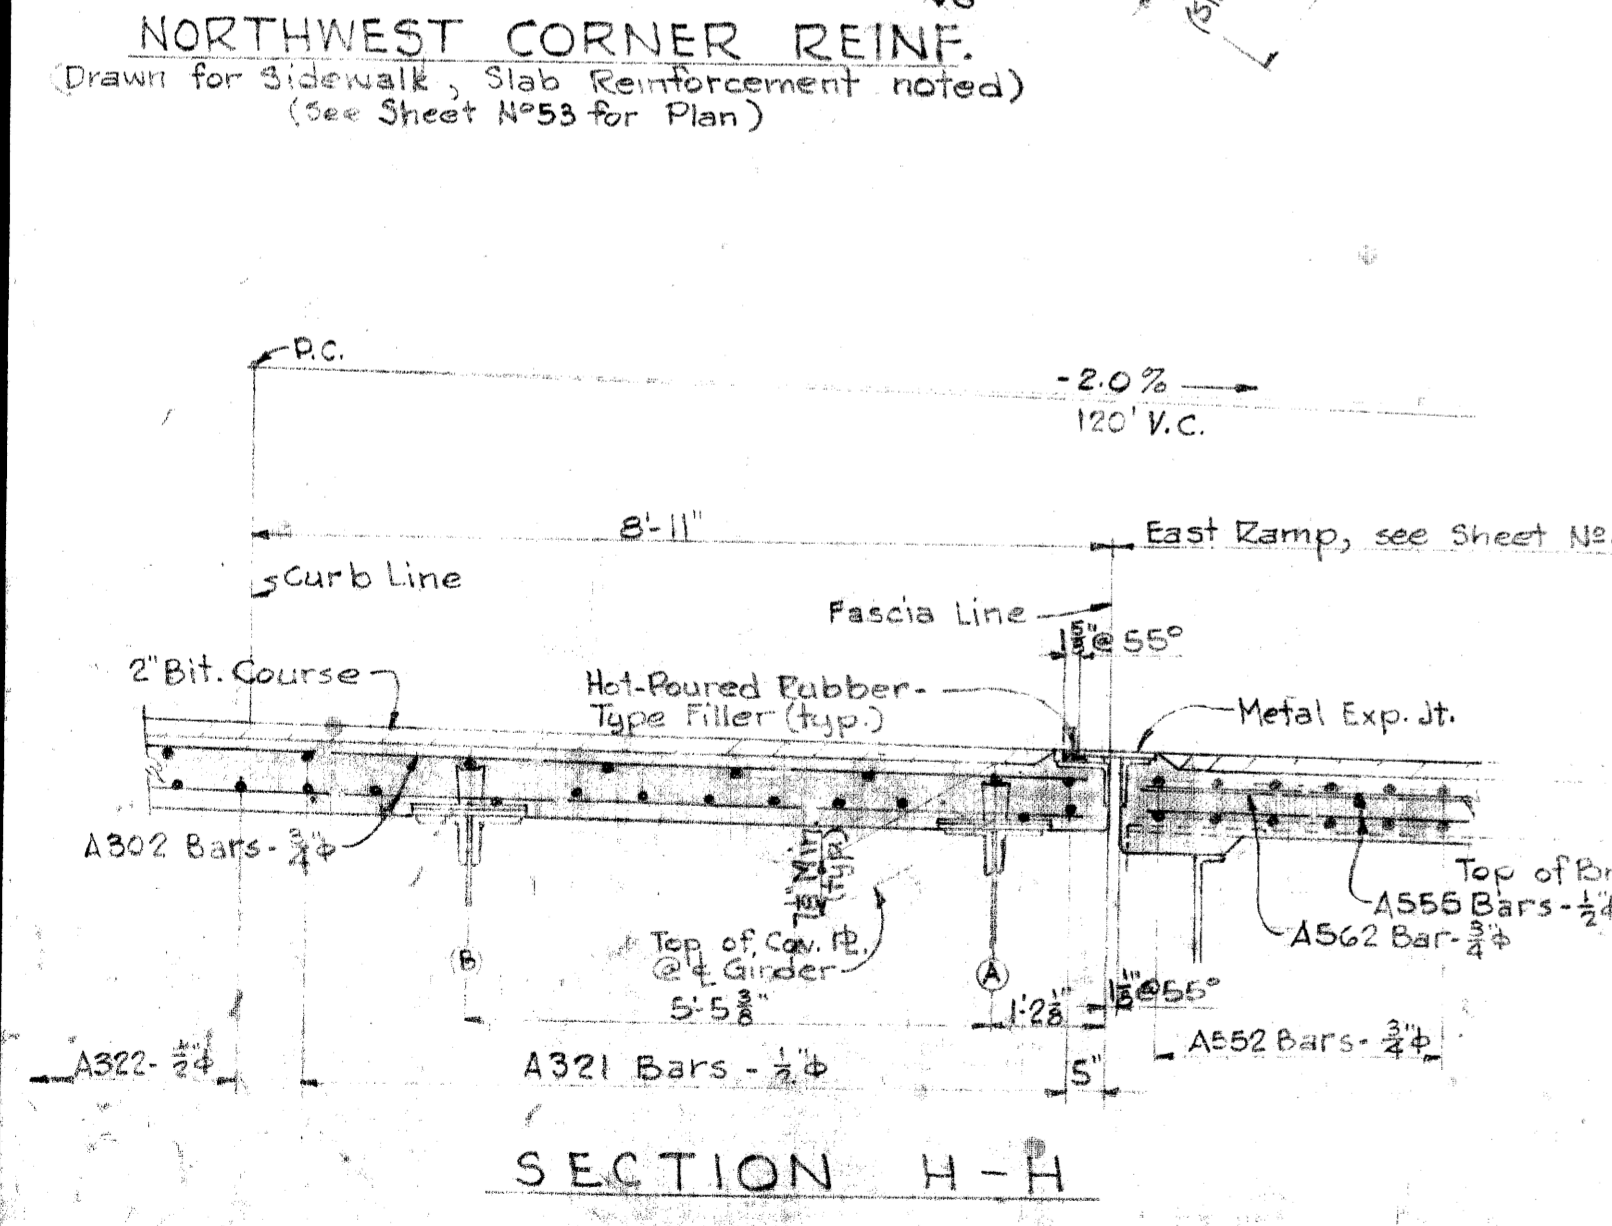 NORTHWEST CORNER REINF.
(Drawn for Sidewalk, Slab Reinforcement noted)
(See Sheet Nº53 for Plan)
P.C.
-2.0%
120' V.C.
8'-11"
East Ramp, see Sheet Nº
Curb Line
Fascia Line
1⅝"@ 55°
2" Bit. Course
Hot-Poured Rubber-
Type Filler (typ.)
Metal Exp. Jt.
A302 Bars- ¾"φ
Min.
(typ.)
Top of Cov. PL.
@ ℄ Girder
Top of Br
A555 Bars-½"φ
A562 Bar-¾"φ
B
A
5'-5⅜"
1'-2⅛"
1⅛"@55°
A552 Bars- ¾"φ
A322- ½"φ
A321 Bars - ½"φ
5"
SECTION H-H